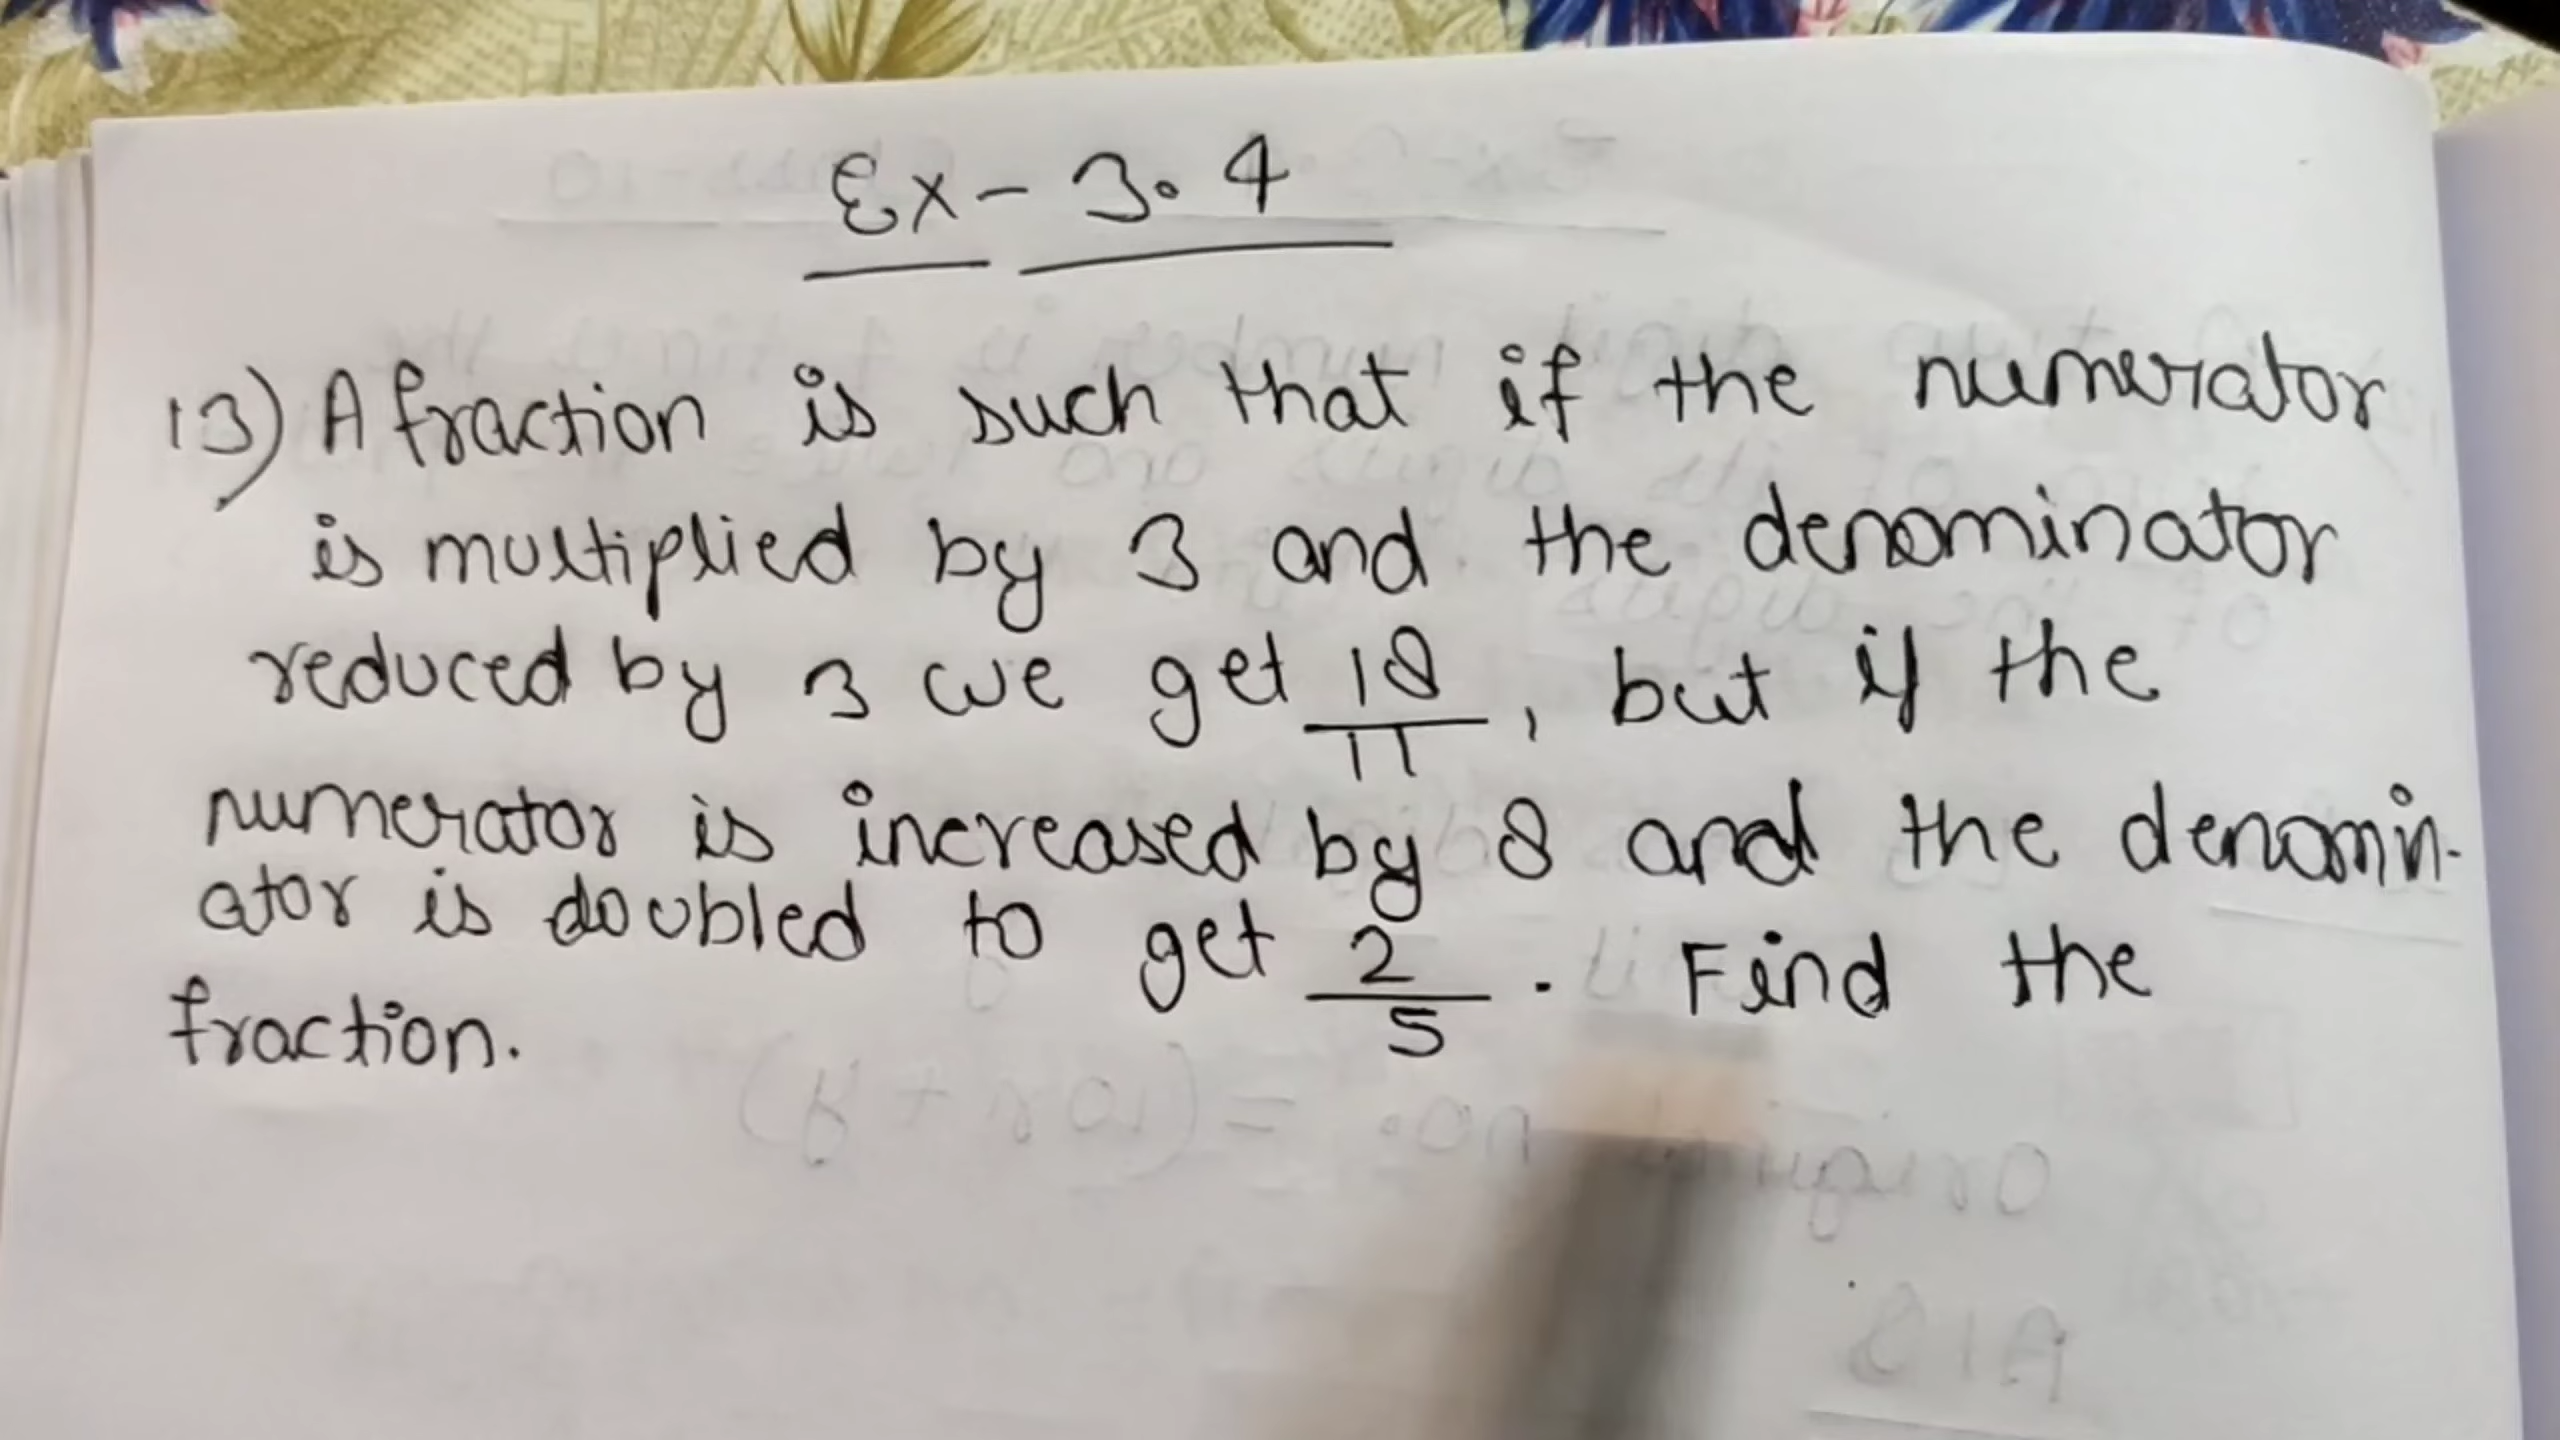 Ex - 3.4
13) A fraction is such that if the numerator
is multiplied by 3 and the denominator
reduced by 3 we get 18/11, but if the
numerator is increased by 8 and the denomin-
ator is doubled to get 2/5. Find the
fraction.